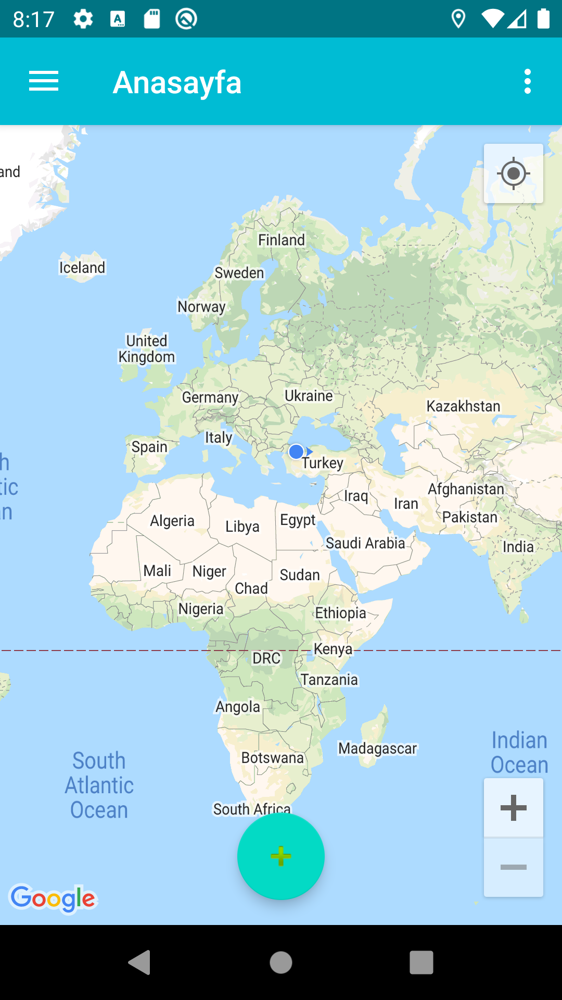 8:17
Anasayfa
and
Finland
Iceland
Sweden
Norway
United
Kingdom
Germany
Ukraine
Kazakhstan
Italy
Spain
Turkey
h
tic
n
Afghanistan
Iraq
Iran
Pakistan
Algeria
Libya
Egypt
Saudi Arabia
India
Mali
Niger
Sudan
Chad
Nigeria
Ethiopia
Kenya
DRC
Tanzania
Angola
Madagascar
Indian
Ocean
Botswana
South
Atlantic
Ocean
South Africa
Google